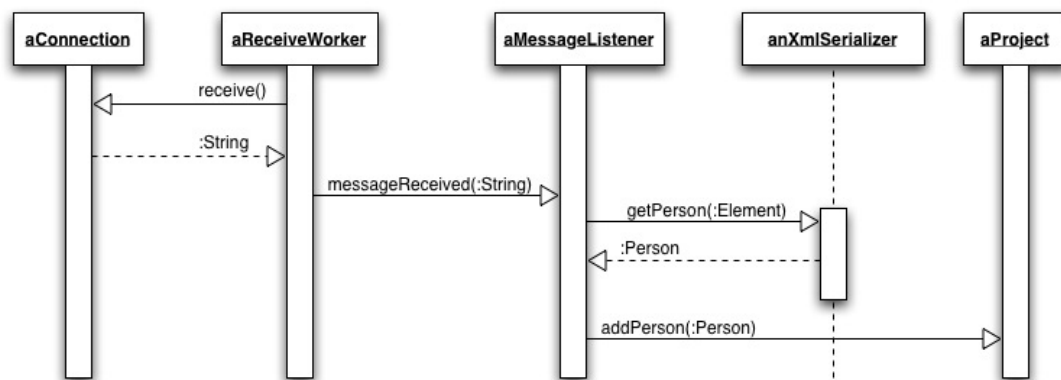 aConnection
aReceiveWorker
aMessageListener
anXmlSerializer
aProject
receive()
:String
messageReceived(:String)
getPerson(:Element)
:Person
addPerson(:Person)